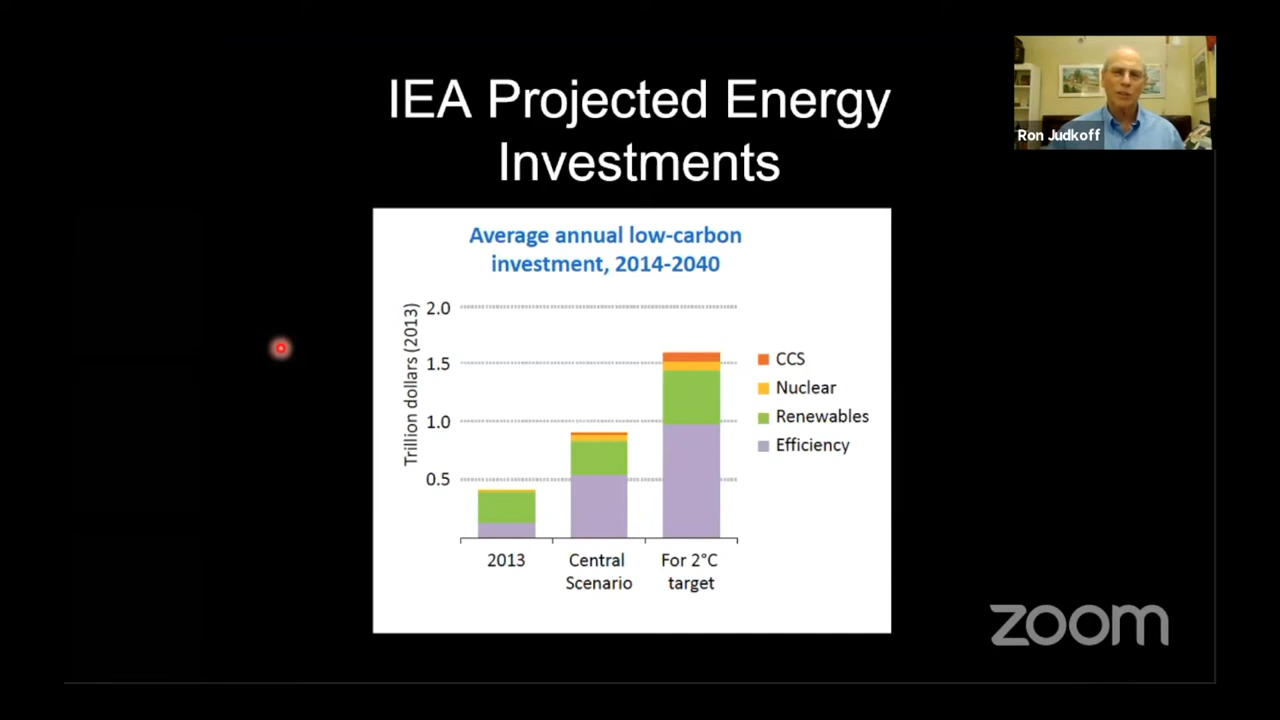 IEA Projected Energy
Investments
Ron Judkoff
Average annual low-carbon
investment, 2014-2040
Trillion dollars (2013)
2.0
1.5
1.0
0.5
CCS
Nuclear
Renewables
Efficiency
2013
Central
Scenario
For 2°C
target
zoom